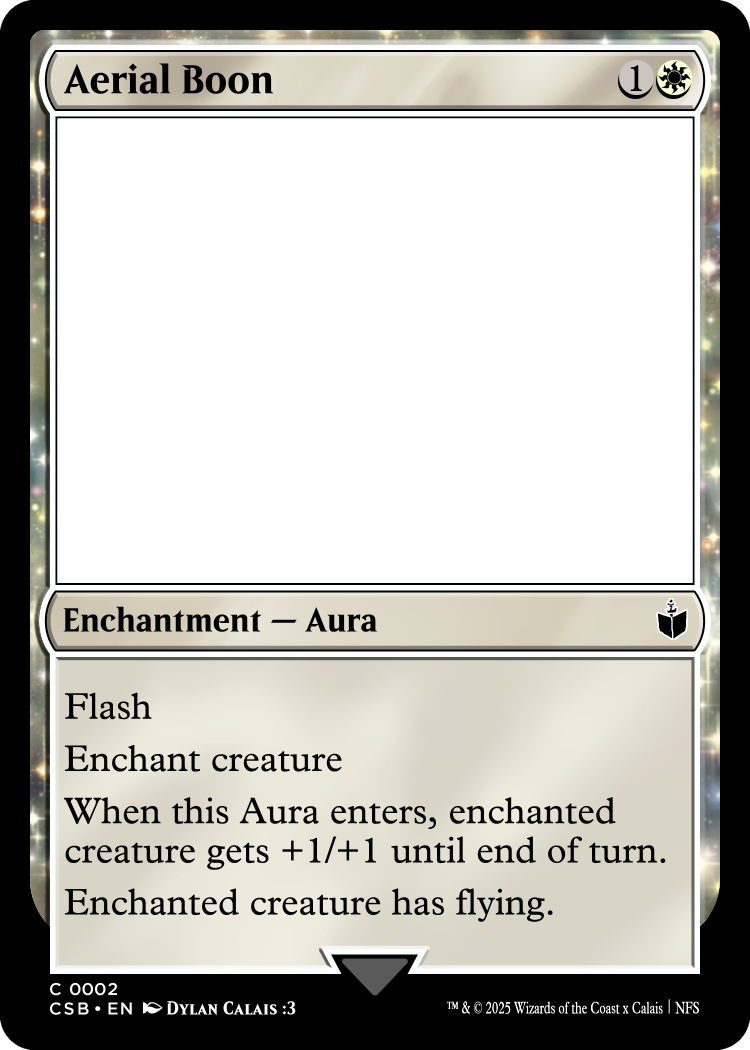 Aerial Boon 1
Enchantment — Aura
Flash
Enchant creature
When this Aura enters, enchanted
creature gets +1/+1 until end of turn.
Enchanted creature has flying.
C 0002
CSB • EN Dylan Calais :3 ™ & © 2025 Wizards of the Coast x Calais | NFS